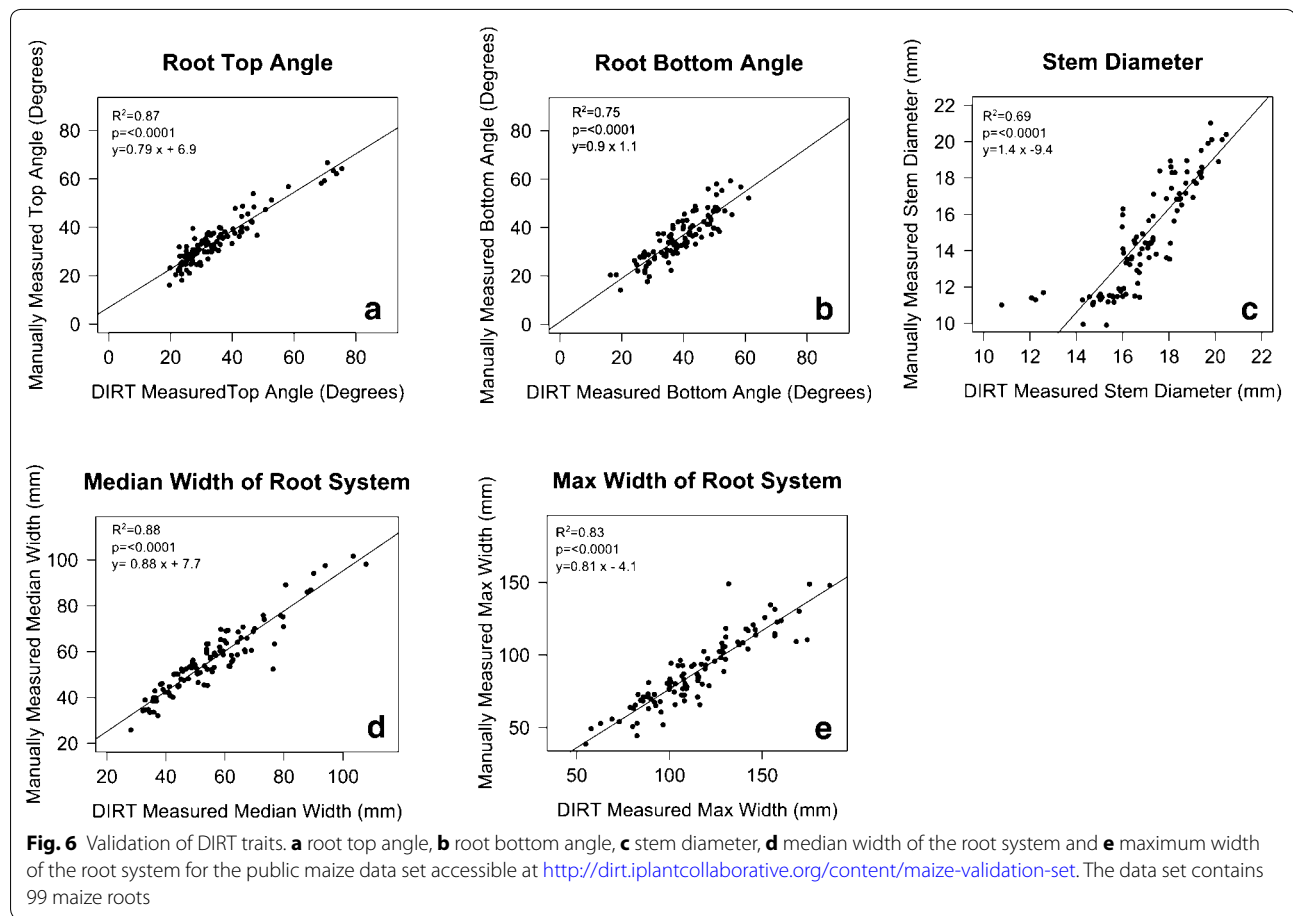 Root Top Angle
R²=0.87
p=<0.0001
y=0.79 x + 6.9
Manually Measured Top Angle (Degrees)
80
60
40
20
0
a
0 20 40 60 80
DIRT MeasuredTop Angle (Degrees)
Root Bottom Angle
R²=0.75
p=<0.0001
y=0.9 x 1.1
Manually Measured Bottom Angle (Degrees)
80
60
40
20
0
b
0 20 40 60 80
DIRT Measured Bottom Angle (Degrees)
Stem Diameter
R²=0.69
p=<0.0001
y=1.4 x -9.4
Manually Measured Stem Diameter (mm)
22
20
18
16
14
12
10
c
10 12 14 16 18 20 22
DIRT Measured Stem Diameter (mm)
Median Width of Root System
R²=0.88
p=<0.0001
y= 0.88 x + 7.7
Manually Measured Median Width (mm)
100
80
60
40
20
d
20 40 60 80 100
DIRT Measured Median Width (mm)
Max Width of Root System
R²=0.83
p=<0.0001
y=0.81 x - 4.1
Manually Measured Max Width (mm)
150
100
50
e
50 100 150
DIRT Measured Max Width (mm)
Fig. 6 Validation of DIRT traits. a root top angle, b root bottom angle, c stem diameter, d median width of the root system and e maximum width
of the root system for the public maize data set accessible at http://dirt.iplantcollaborative.org/content/maize-validation-set. The data set contains
99 maize roots